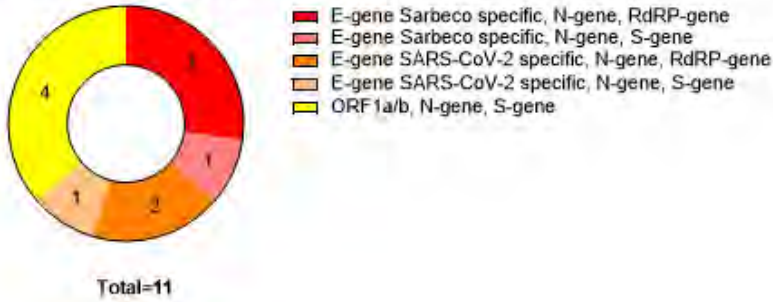 E-gene Sarbeco specific, N-gene, RdRP-gene
E-gene Sarbeco specific, N-gene, S-gene
E-gene SARS-CoV-2 specific, N-gene, RdRP-gene
E-gene SARS-CoV-2 specific, N-gene, S-gene
ORF1a/b, N-gene, S-gene
3
4
1
1
2
Total=11